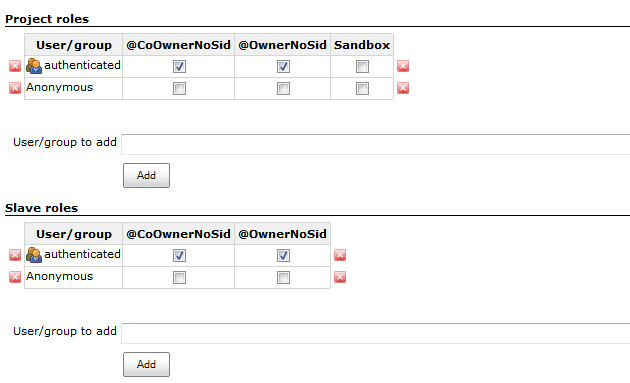 Project roles
User/group @CoOwnerNoSid @OwnerNoSid Sandbox
authenticated
Anonymous
User/group to add
Add
Slave roles
User/group @CoOwnerNoSid @OwnerNoSid
authenticated
Anonymous
User/group to add
Add